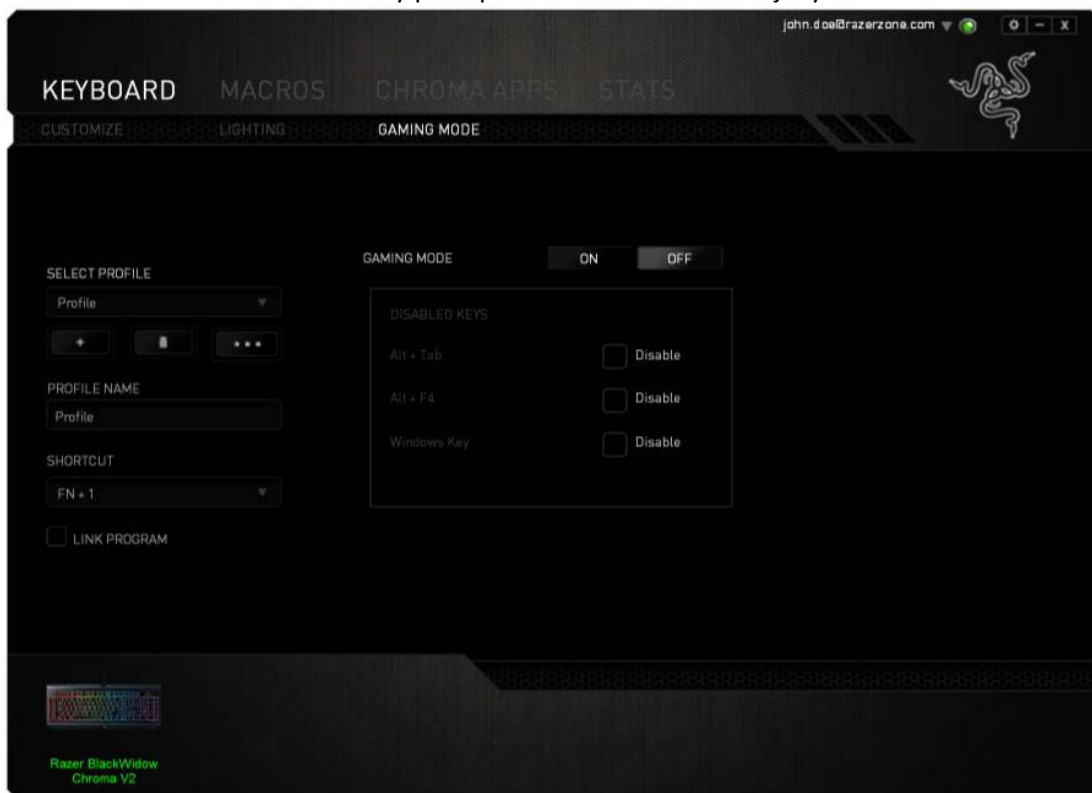 john.doe@razerzone.com
KEYBOARD MACROS CHROMA APPS STATS
CUSTOMIZE LIGHTING GAMING MODE
GAMING MODE ON OFF
SELECT PROFILE
Profile
DISABLED KEYS
Alt + Tab Disable
PROFILE NAME
Alt + F4 Disable
Profile
Windows Key Disable
SHORTCUT
FN + 1
LINK PROGRAM
Razer BlackWidow
Chroma V2